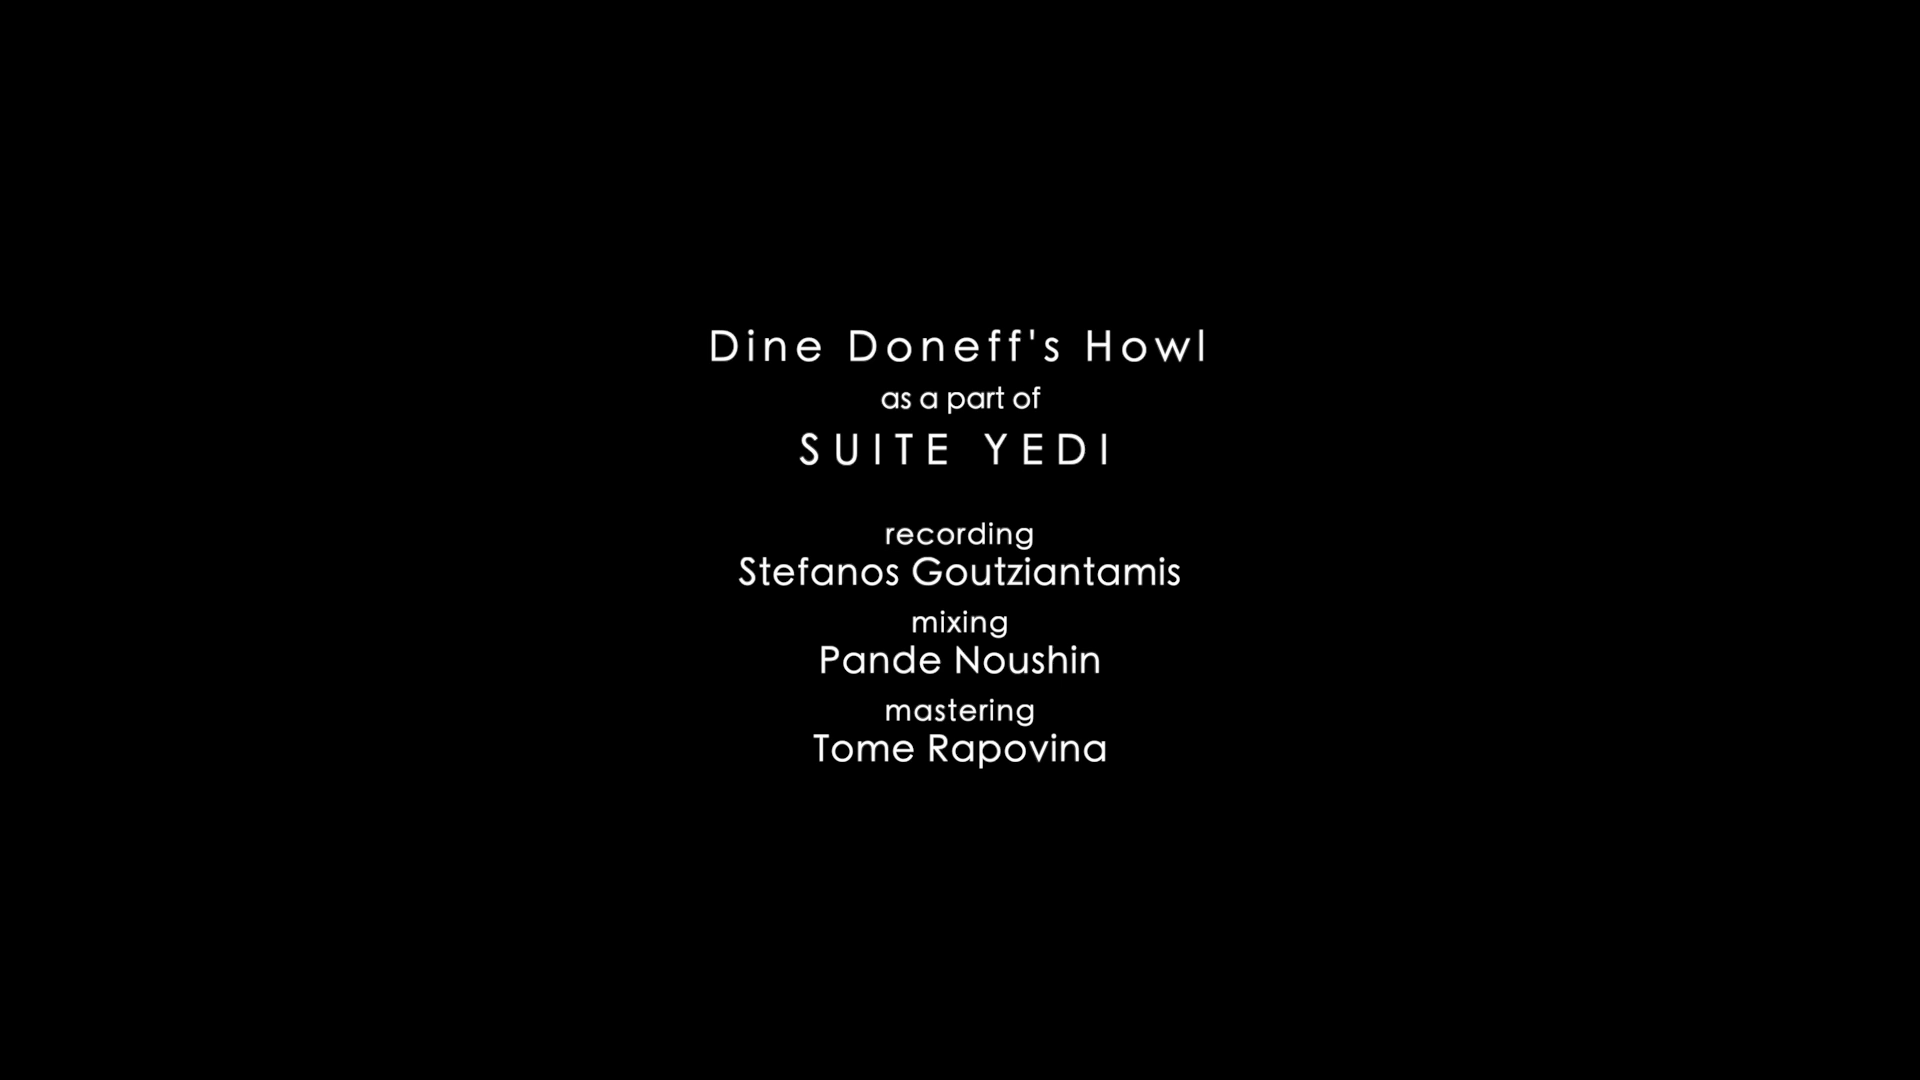 Dine Doneff's Howl
as a part of
SUITE YEDI
recording
Stefanos Goutziantamis
mixing
Pande Noushin
mastering
Tome Rapovina